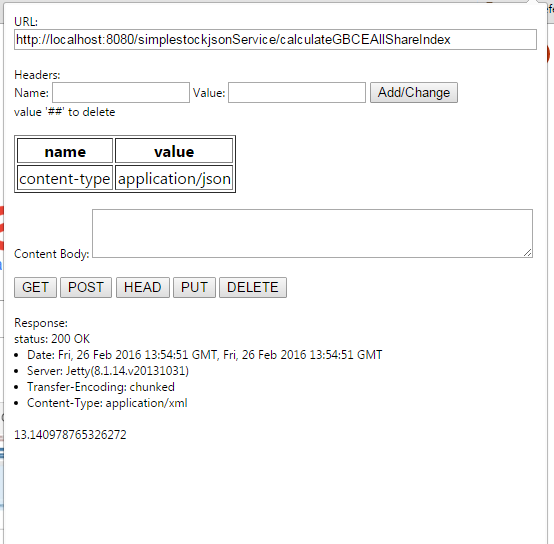 URL:
http://localhost:8080/simplestockjsonService/calculateGBCEAllShareIndex
Headers:
Name: Value: Add/Change
value '##' to delete
name value
content-type application/json
Content Body:
GET POST HEAD PUT DELETE
Response:
status: 200 OK
• Date: Fri, 26 Feb 2016 13:54:51 GMT, Fri, 26 Feb 2016 13:54:51 GMT
• Server: Jetty(8.1.14.v20131031)
• Transfer-Encoding: chunked
• Content-Type: application/xml
13.140978765326272